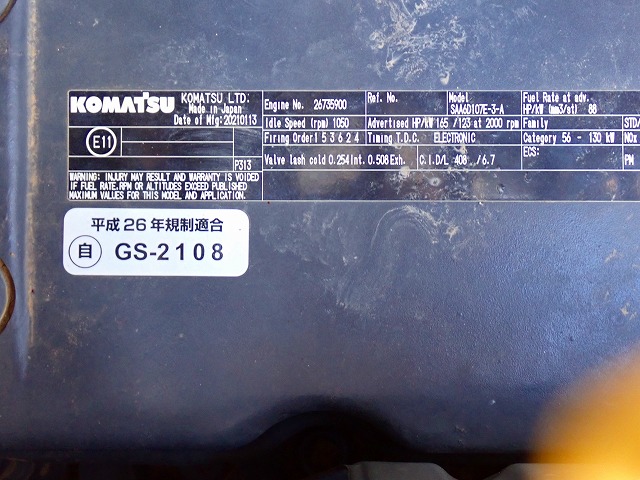 KOMATSU
KOMATSU LTD.
Made in Japan
Date of Mfg:20210113
E11
P313
WARNING: INJURY MAY RESULT AND WARRANTY IS VOIDED
IF FUEL RATE.RPM OR ALTITUDES EXCEED PUBLISHED
MAXIMUM VALUES FOR THIS MODEL AND APPLICATION.
Engine No. 26735900
Ref. No.
Model SAA6D107E-3-A
Fuel Rate at adv.
HP/kW (mm3/st) 88
Idle Speed (rpm) 1050
Advertised HP/kW 165 /123 at 2000 rpm
Family
STD/
Firing Order 1 5 3 6 2 4
Timing T.D.C. ELECTRONIC
Category 56 - 130 kW
NOx
Valve lash cold 0.254Int. 0.508Exh.
C.I.D/L 408 /6.7
ECS:
PM
平成26年規制適合
自 GS-2108